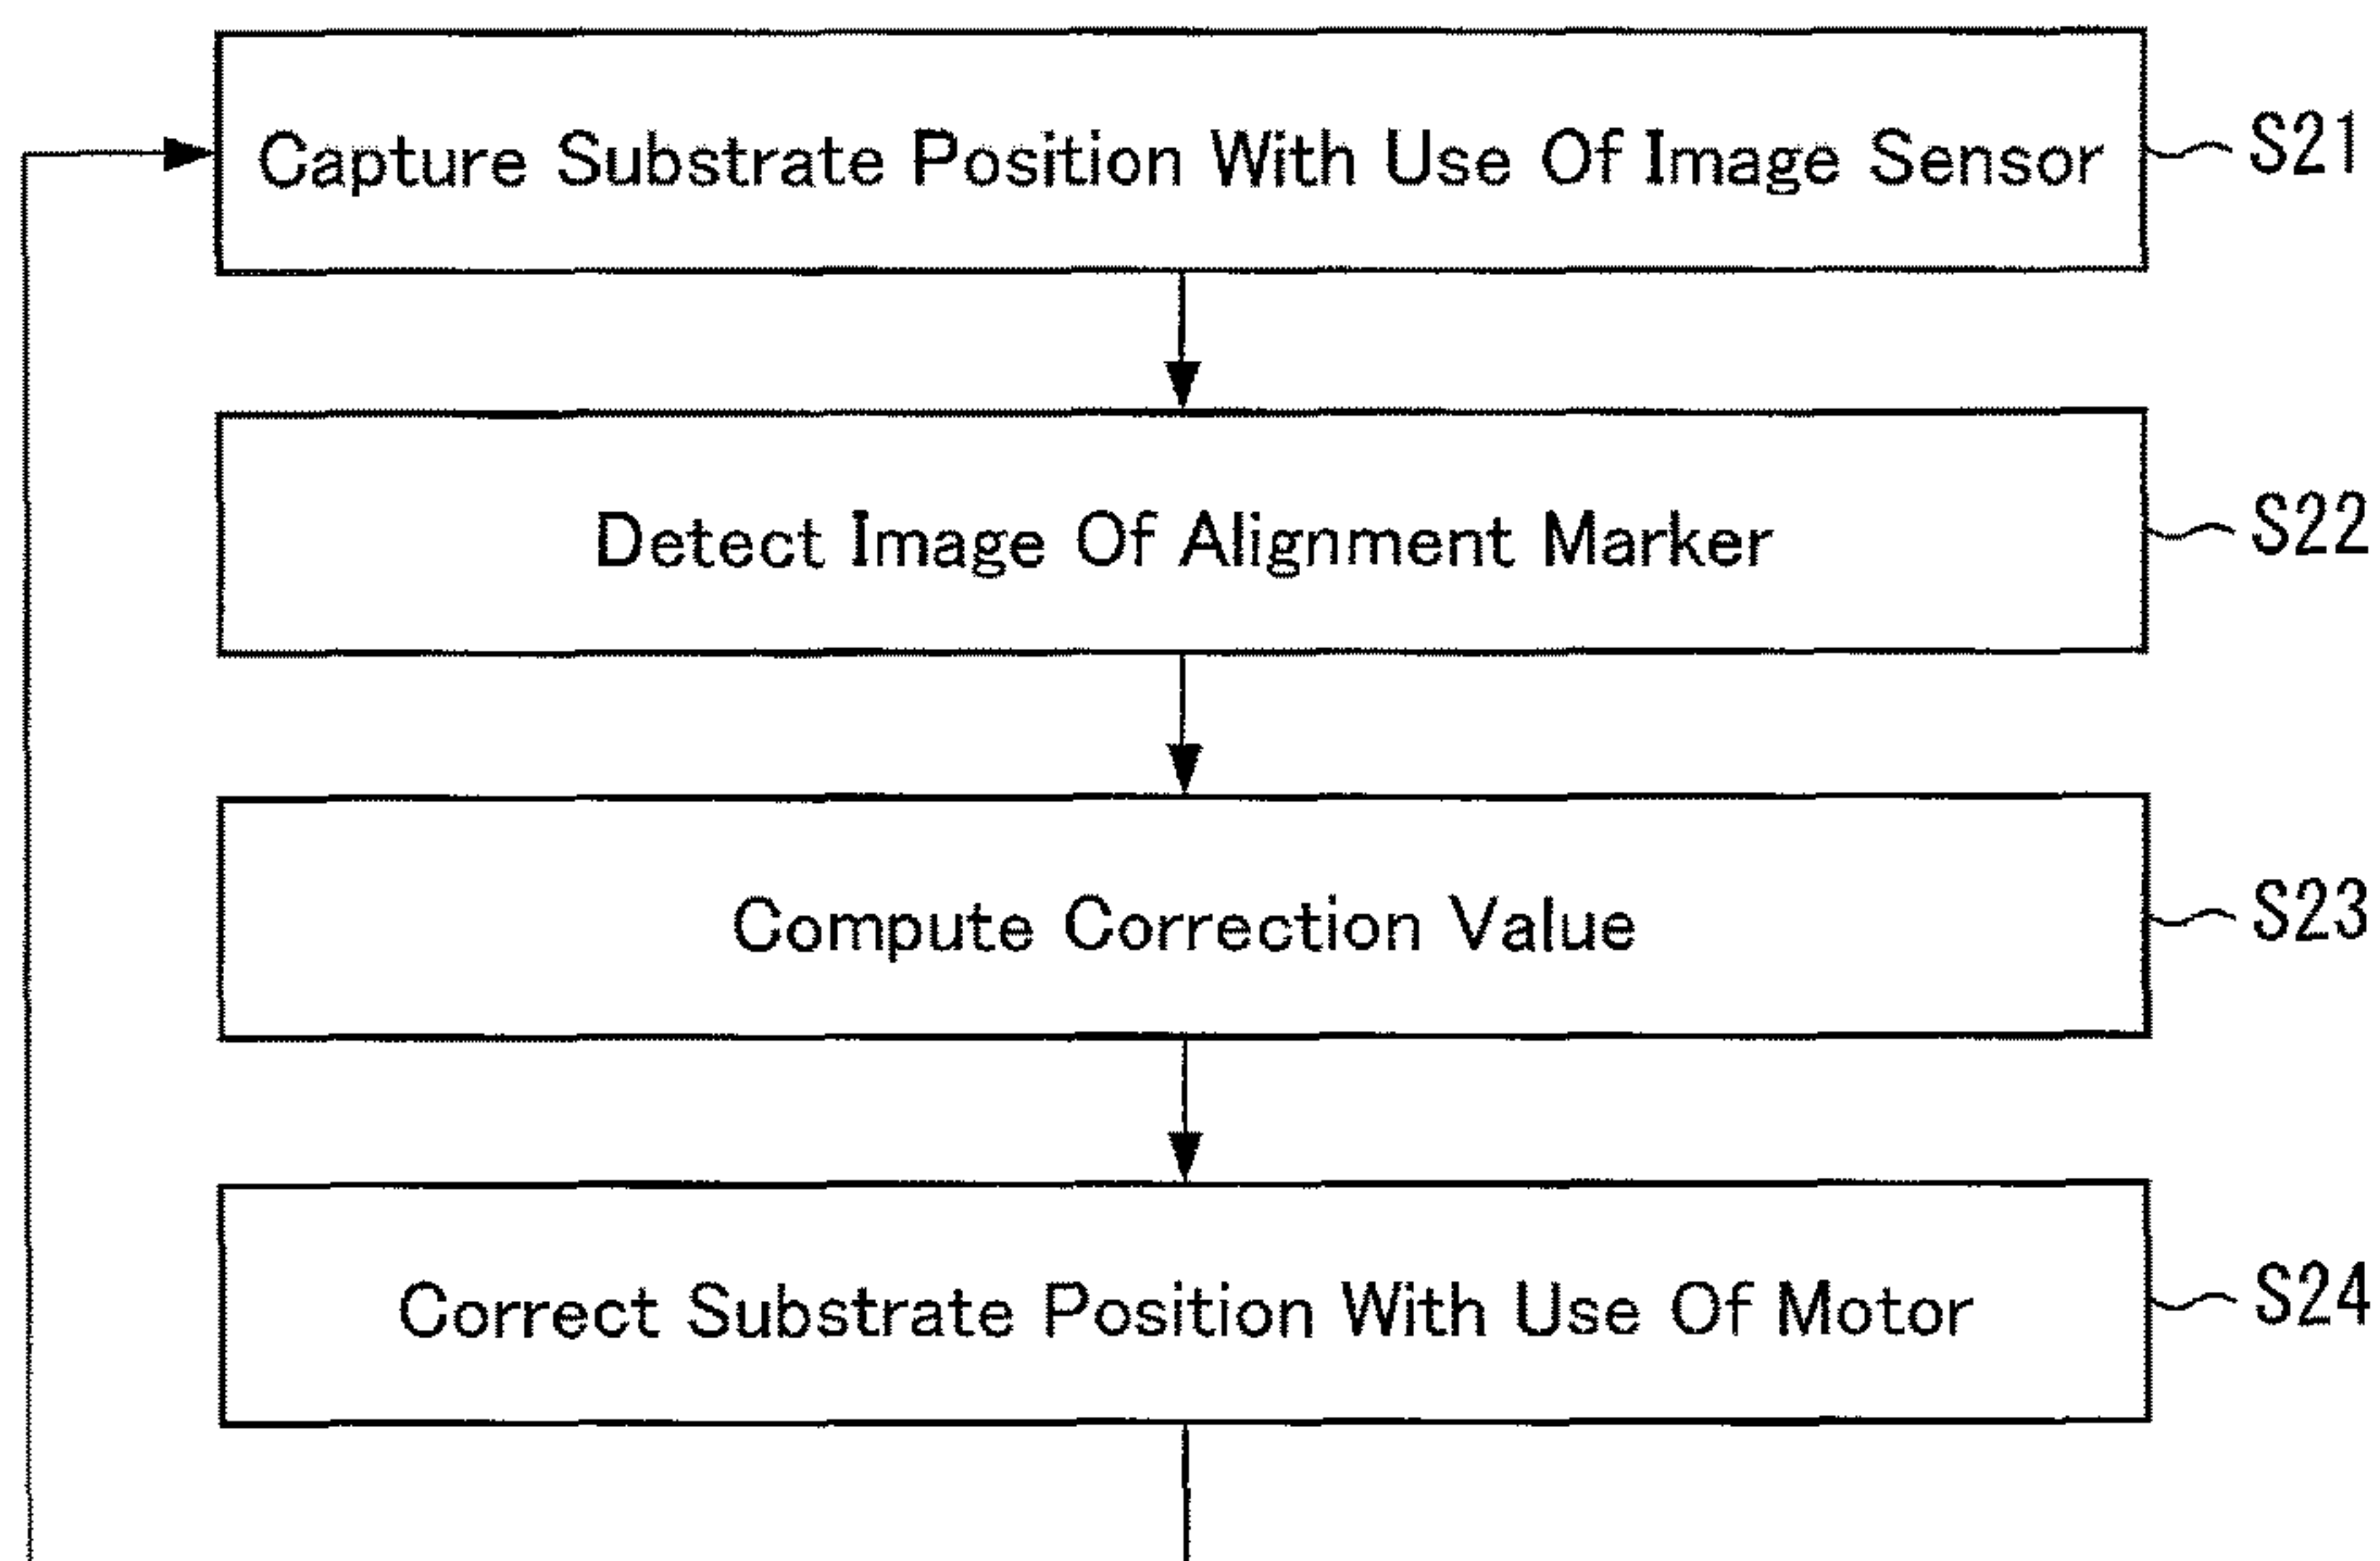 Capture Substrate Position With Use Of Image Sensor
S21
Detect Image Of Alignment Marker
S22
Compute Correction Value
S23
Correct Substrate Position With Use Of Motor
S24